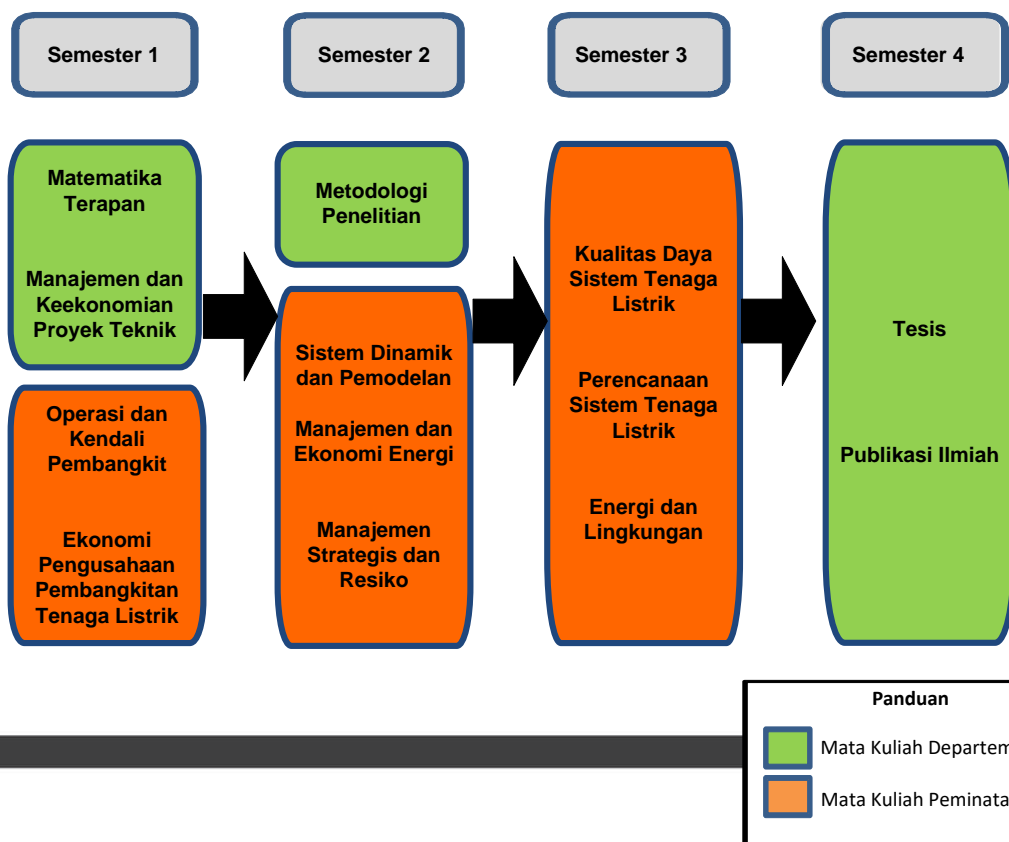 Semester 1
Semester 2
Semester 3
Semester 4
Matematika
Terapan
Manajemen dan
Keekonomian
Proyek Teknik
Operasi dan
Kendali
Pembangkit
Ekonomi
Pengusahaan
Pembangkitan
Tenaga Listrik
Metodologi
Penelitian
Sistem Dinamik
dan Pemodelan
Manajemen dan
Ekonomi Energi
Manajemen
Strategis dan
Resiko
Kualitas Daya
Sistem Tenaga
Listrik
Perencanaan
Sistem Tenaga
Listrik
Energi dan
Lingkungan
Tesis
Publikasi Ilmiah
Panduan
Mata Kuliah Departem
Mata Kuliah Peminata